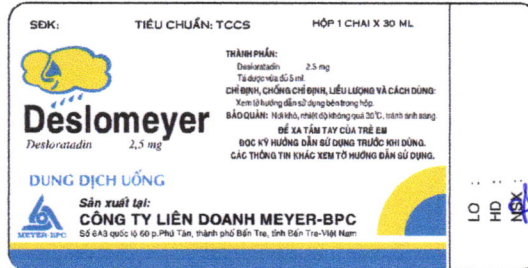 SĐK:
TIÊU CHUẨN: TCCS
HỘP 1 CHAI X 30 ML
Deslomeyer
Desloratadin 2,5 mg
DUNG DỊCH UỐNG
THÀNH PHẦN:
Desloratadin 2.5 mg
Tá dược vừa đủ 5 ml.
CHỈ ĐỊNH, CHỐNG CHỈ ĐỊNH, LIỀU LƯỢNG VÀ CÁCH DÙNG:
Xem tờ hướng dẫn sử dụng bên trong hộp.
BẢO QUẢN: Nơi khô, nhiệt độ không quá 30°C, tránh ánh sáng.
ĐỂ XA TẦM TAY CỦA TRẺ EM
ĐỌC KỸ HƯỚNG DẪN SỬ DỤNG TRƯỚC KHI DÙNG.
CÁC THÔNG TIN KHÁC XEM TỜ HƯỚNG DẪN SỬ DỤNG.
MEYER-BPC
Sản xuất tại:
CÔNG TY LIÊN DOANH MEYER-BPC
Số 6A3 quốc lộ 60 p.Phú Tân, thành phố Bến Tre, tỉnh Bến Tre-Việt Nam
LO :
HD :
NSX :